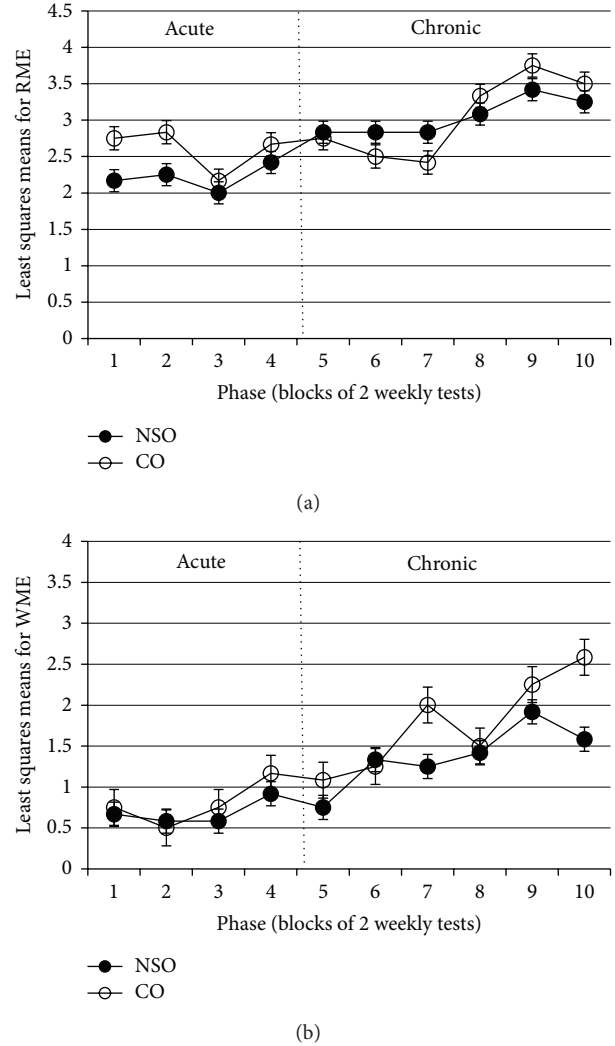 Least squares means for RME
4.5
4
3.5
3
2.5
2
1.5
1
0.5
0
Acute
Chronic
1 2 3 4 5 6 7 8 9 10
Phase (blocks of 2 weekly tests)
NSO
CO
(a)
Least squares means for WME
4
3.5
3
2.5
2
1.5
1
0.5
0
Acute
Chronic
1 2 3 4 5 6 7 8 9 10
Phase (blocks of 2 weekly tests)
NSO
CO
(b)